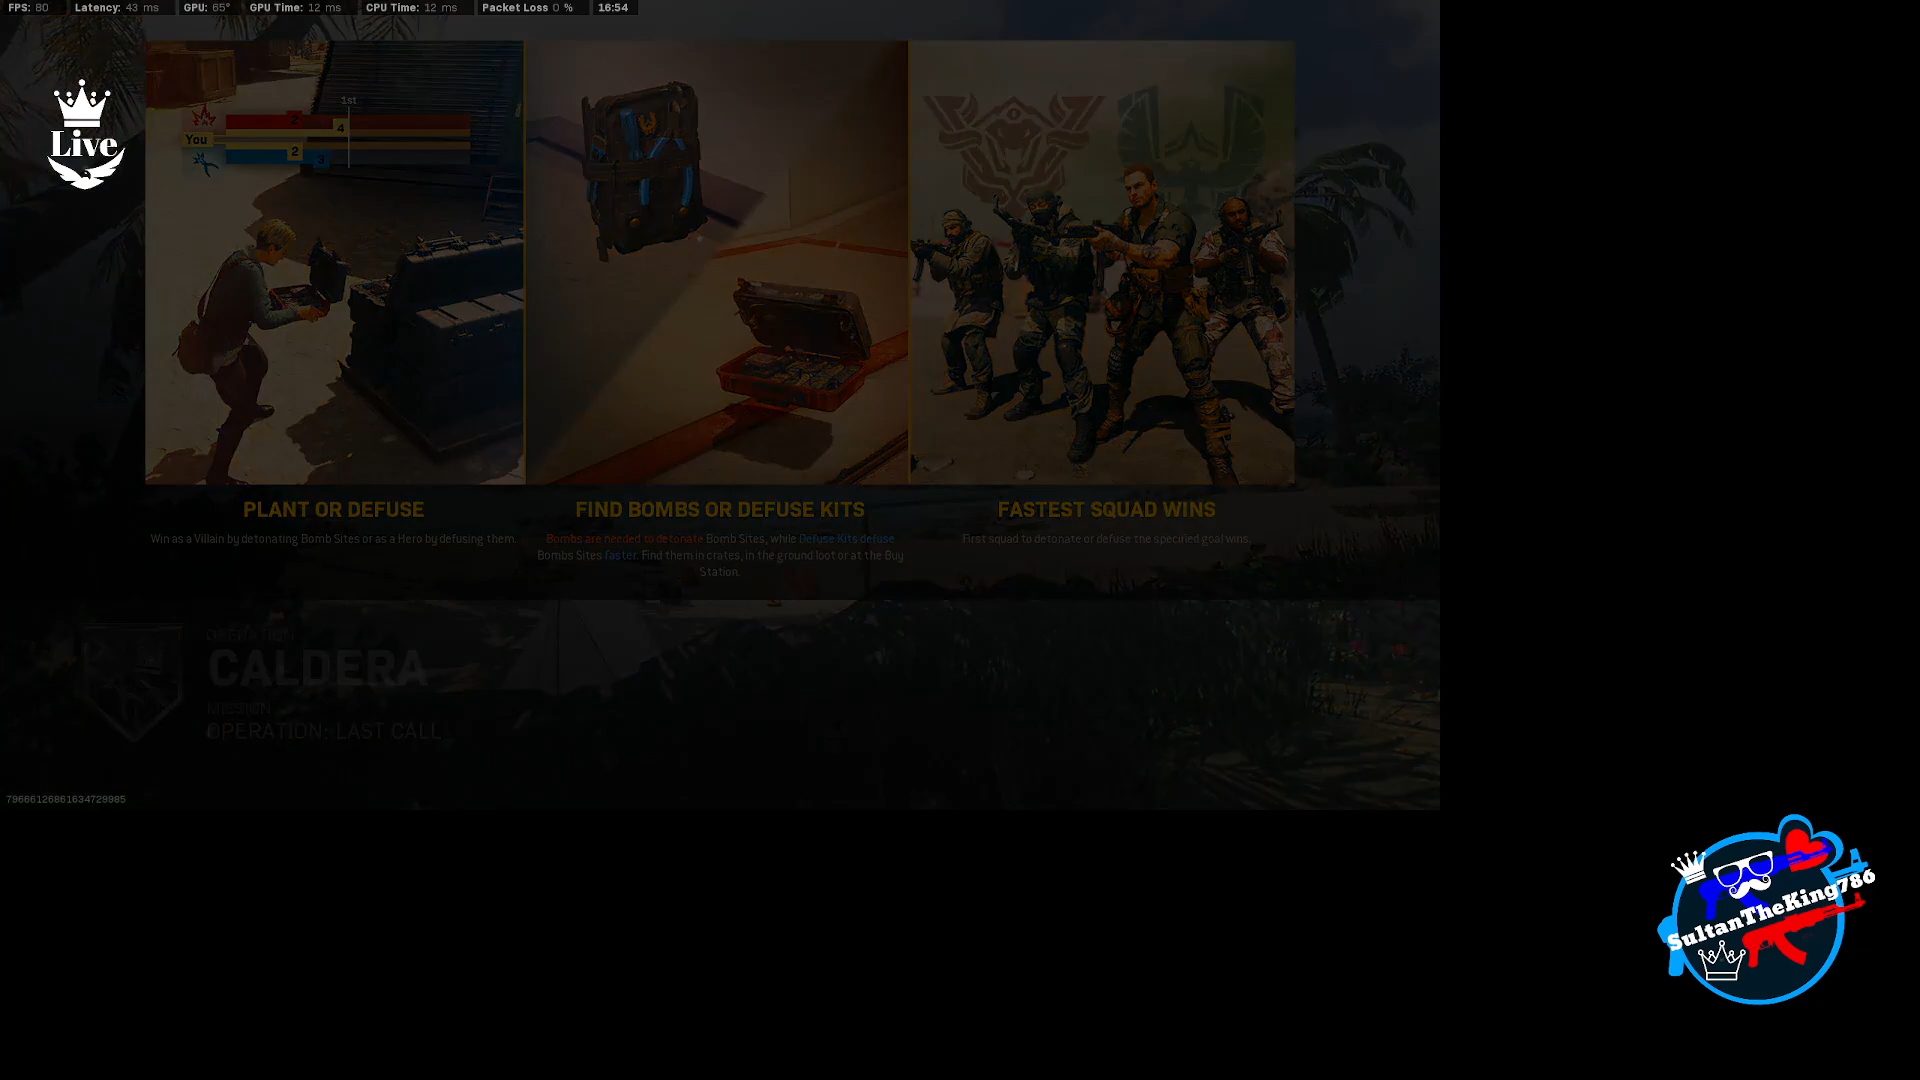 FPS: 80 Latency: 43 ms GPU: 65° GPU Time: 12 ms CPU Time: 12 ms Packet Loss 0 % 16:54
Live
1st
2
4
You
2
3
PLANT OR DEFUSE
Win as a Villain by detonating Bomb Sites or as a Hero by defusing them.
FIND BOMBS OR DEFUSE KITS
Bombs are needed to detonate Bomb Sites, while Defuse Kits defuse
Bombs Sites faster. Find them in crates, in the ground loot or at the Buy
Station.
FASTEST SQUAD WINS
First squad to detonate or defuse the specified goal wins.
OPERATION
CALDERA
MISSION
OPERATION: LAST CALL
79666126861634729985
SultanTheKing786